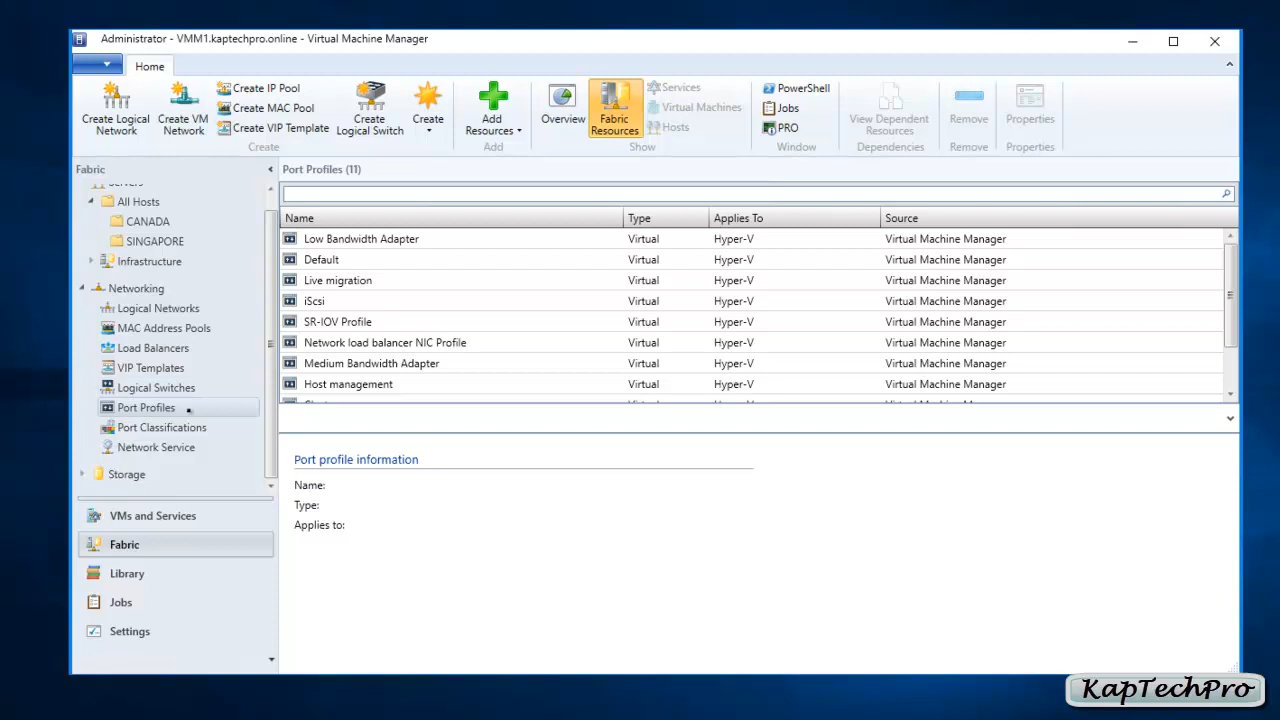 Administrator - VMM1.kaptechpro.online - Virtual Machine Manager
Home
Create Logical Network
Create VM Network
Create IP Pool
Create MAC Pool
Create VIP Template
Create Logical Switch
Create
Create
Add Resources
Add
Overview
Fabric Resources
Services
Virtual Machines
Hosts
Show
PowerShell
Jobs
PRO
Window
View Dependent Resources
Dependencies
Remove
Remove
Properties
Properties
Fabric
Servers
All Hosts
CANADA
SINGAPORE
Infrastructure
Networking
Logical Networks
MAC Address Pools
Load Balancers
VIP Templates
Logical Switches
Port Profiles
Port Classifications
Network Service
Storage
VMs and Services
Fabric
Library
Jobs
Settings
Port Profiles (11)
Name Type Applies To Source
Low Bandwidth Adapter Virtual Hyper-V Virtual Machine Manager
Default Virtual Hyper-V Virtual Machine Manager
Live migration Virtual Hyper-V Virtual Machine Manager
iScsi Virtual Hyper-V Virtual Machine Manager
SR-IOV Profile Virtual Hyper-V Virtual Machine Manager
Network load balancer NIC Profile Virtual Hyper-V Virtual Machine Manager
Medium Bandwidth Adapter Virtual Hyper-V Virtual Machine Manager
Host management Virtual Hyper-V Virtual Machine Manager
Port profile information
Name:
Type:
Applies to:
KapTechPro